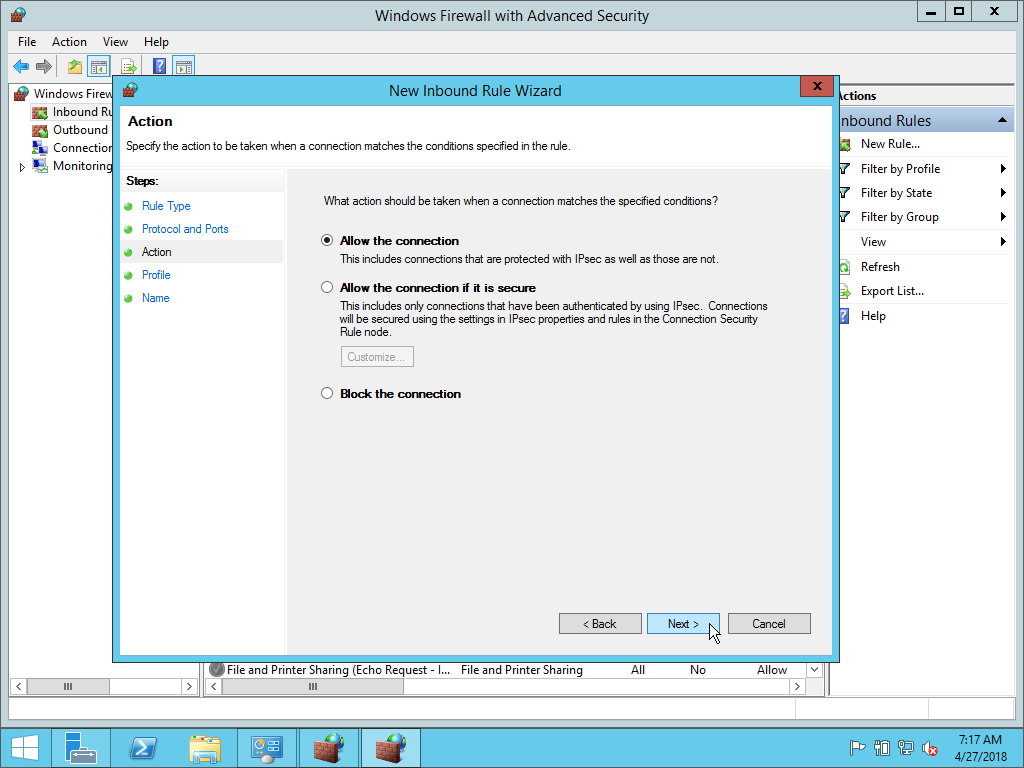 Windows Firewall with Advanced Security
File Action View Help
Windows Firew
Inbound Ru
Outbound
Connection
Monitoring
New Inbound Rule Wizard
X
Action
Specify the action to be taken when a connection matches the conditions specified in the rule.
Steps:
Rule Type
Protocol and Ports
Action
Profile
Name
What action should be taken when a connection matches the specified conditions?
Allow the connection
This includes connections that are protected with IPsec as well as those are not.
Allow the connection if it is secure
This includes only connections that have been authenticated by using IPsec. Connections
will be secured using the settings in IPsec properties and rules in the Connection Security
Rule node.
Customize...
Block the connection
< Back
Next >
Cancel
File and Printer Sharing (Echo Request - I... File and Printer Sharing All No Allow
Actions
nbound Rules
New Rule...
Filter by Profile
Filter by State
Filter by Group
View
Refresh
Export List...
Help
7:17 AM
4/27/2018